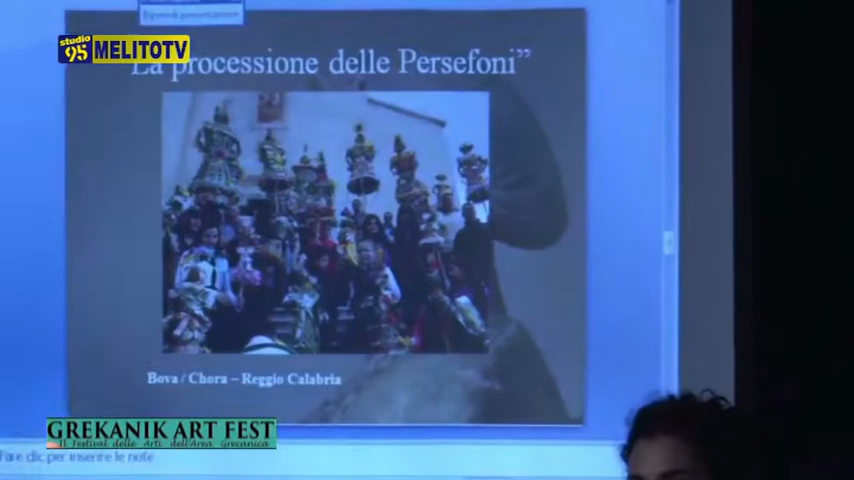 studio
95 MELITOTV
"La processione delle Persefoni"
Bova / Chora – Reggio Calabria
GREKANIK ART FEST
Il Festival delle Arti dell'Area Grecanica
Fare clic per inserire le note